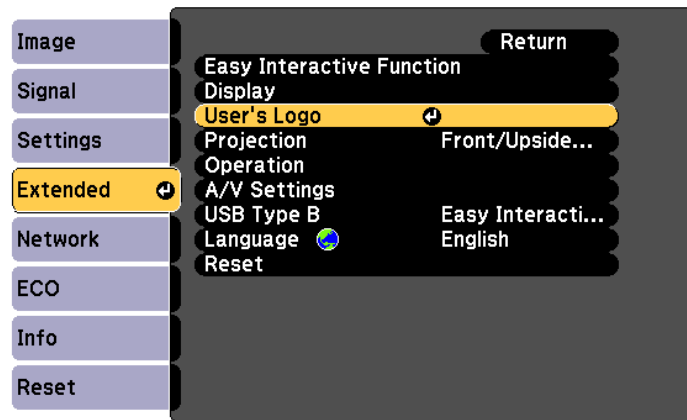 Image
Signal
Settings
Extended
Network
ECO
Info
Reset
Return
Easy Interactive Function
Display
User's Logo
Projection Front/Upside...
Operation
A/V Settings
USB Type B Easy Interacti...
Language English
Reset